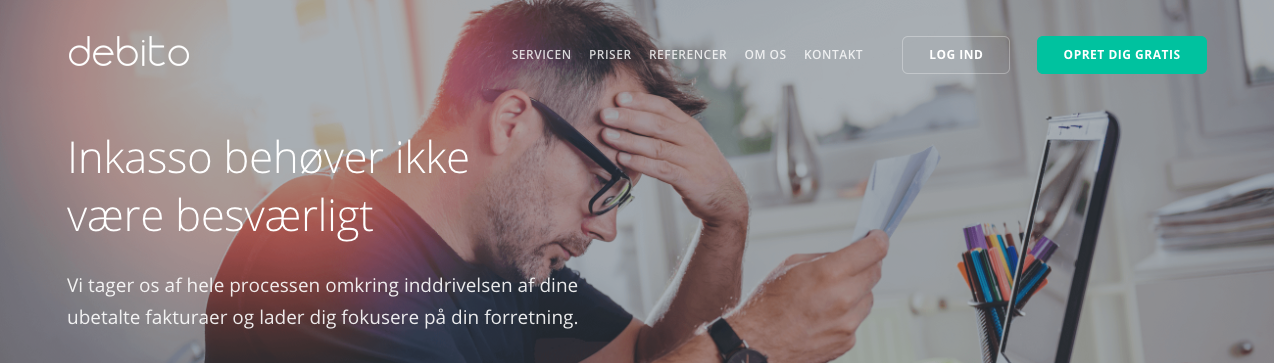 debito
SERVICEN PRISER REFERENCER OM OS KONTAKT LOG IND OPRET DIG GRATIS
Inkasso behøver ikke
være besværligt
Vi tager os af hele processen omkring inddrivelsen af dine
ubetalte fakturaer og lader dig fokusere på din forretning.